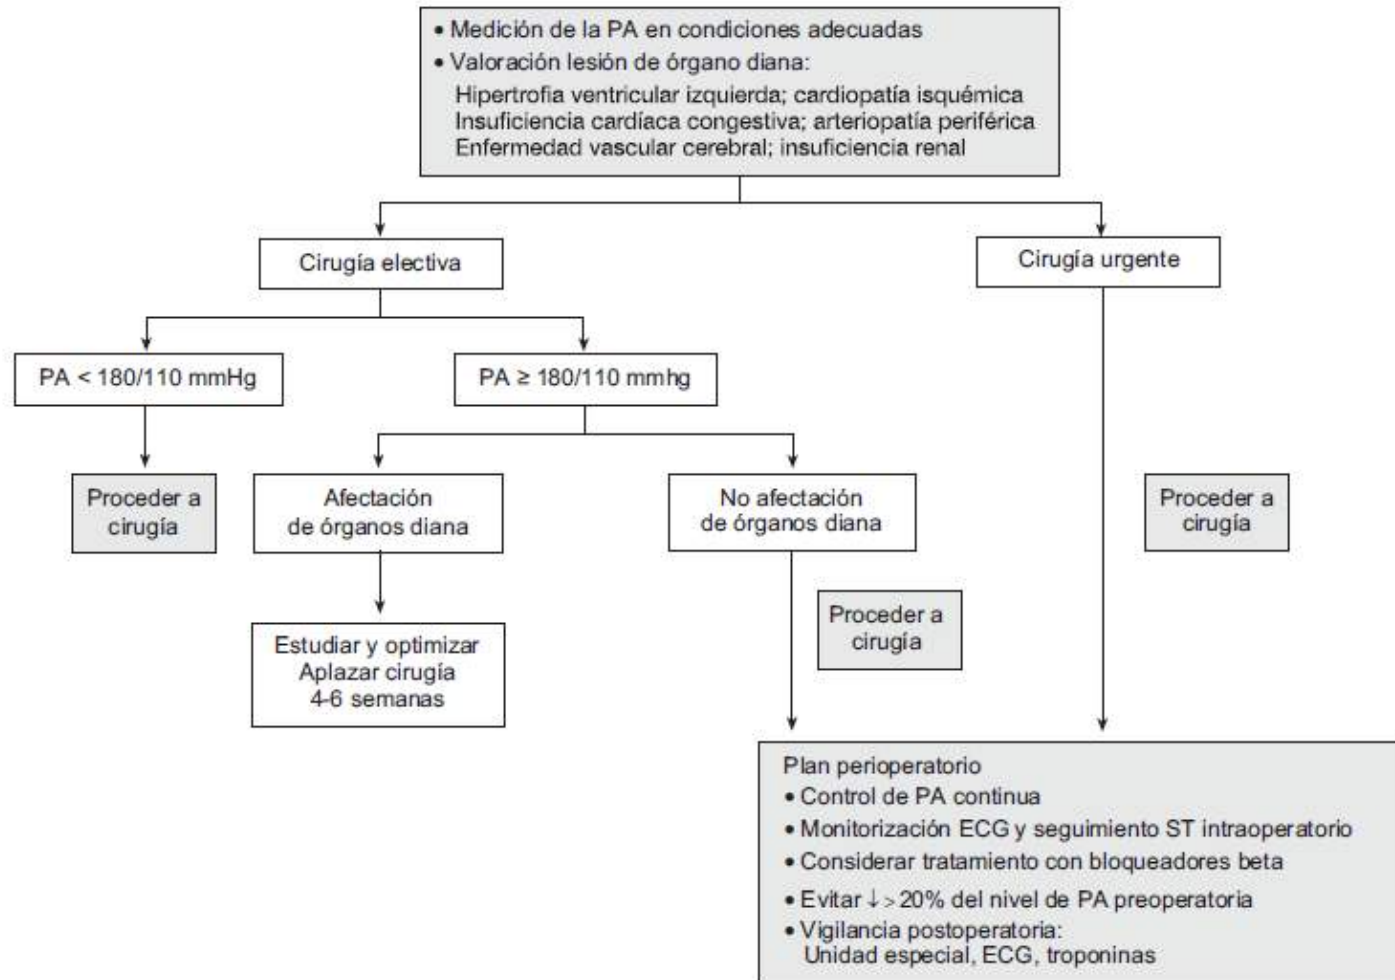 • Medición de la PA en condiciones adecuadas
• Valoración lesión de órgano diana:
Hipertrofia ventricular izquierda; cardiopatía isquémica
Insuficiencia cardíaca congestiva; arteriopatía periférica
Enfermedad vascular cerebral; insuficiencia renal
Cirugía electiva
Cirugía urgente
PA < 180/110 mmHg
PA ≥ 180/110 mmhg
Proceder a
cirugía
Afectación
de órganos diana
No afectación
de órganos diana
Proceder a
cirugía
Proceder a
cirugía
Estudiar y optimizar
Aplazar cirugía
4-6 semanas
Plan perioperatorio
• Control de PA continua
• Monitorización ECG y seguimiento ST intraoperatorio
• Considerar tratamiento con bloqueadores beta
• Evitar ↓ > 20% del nivel de PA preoperatoria
• Vigilancia postoperatoria:
Unidad especial, ECG, troponinas